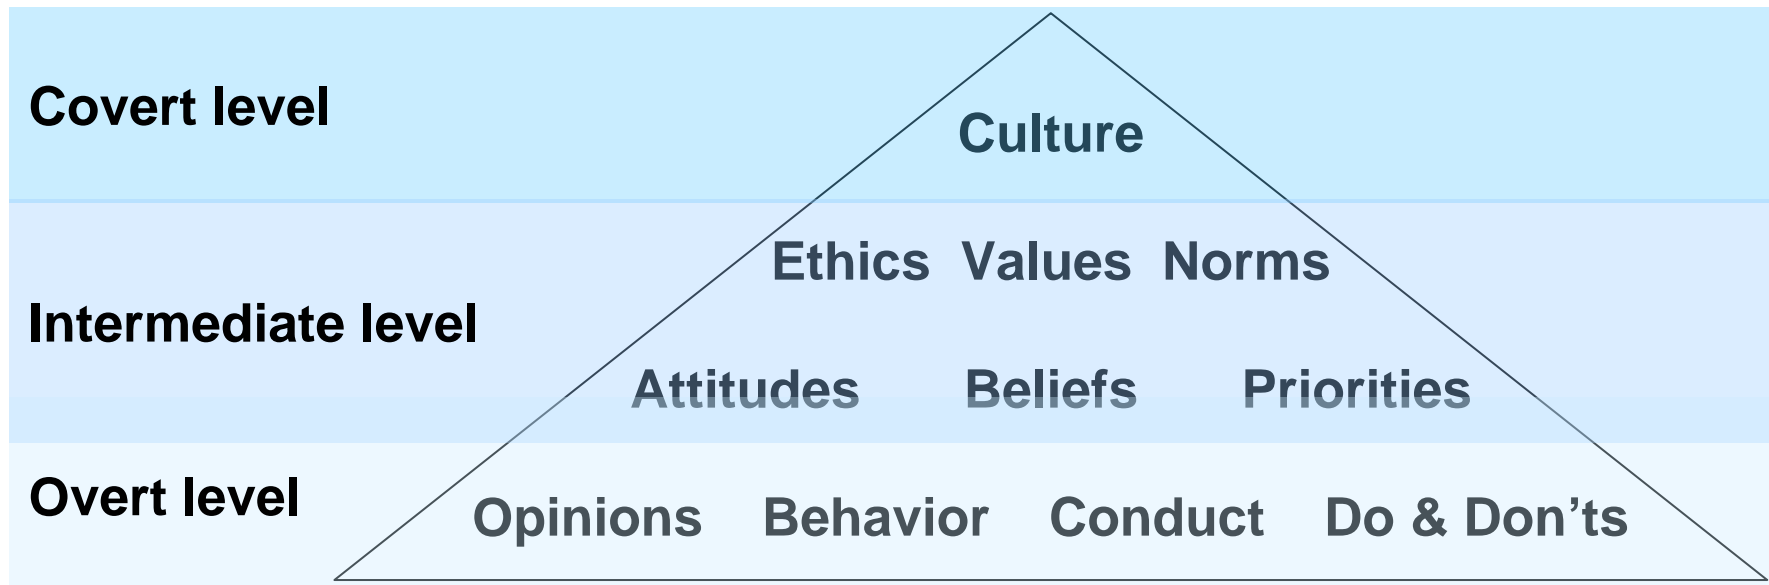 Covert level
Culture
Ethics Values Norms
Intermediate level
Attitudes Beliefs Priorities
Overt level
Opinions Behavior Conduct Do & Don’ts